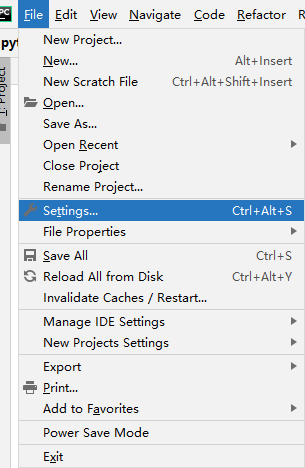 PC File Edit View Navigate Code Refactor
py
1: Project
New Project...
New... Alt+Insert
New Scratch File Ctrl+Alt+Shift+Insert
Open...
Save As...
Open Recent
Close Project
Rename Project...
Settings... Ctrl+Alt+S
File Properties
Save All Ctrl+S
Reload All from Disk Ctrl+Alt+Y
Invalidate Caches / Restart...
Manage IDE Settings
New Projects Settings
Export
Print...
Add to Favorites
Power Save Mode
Exit